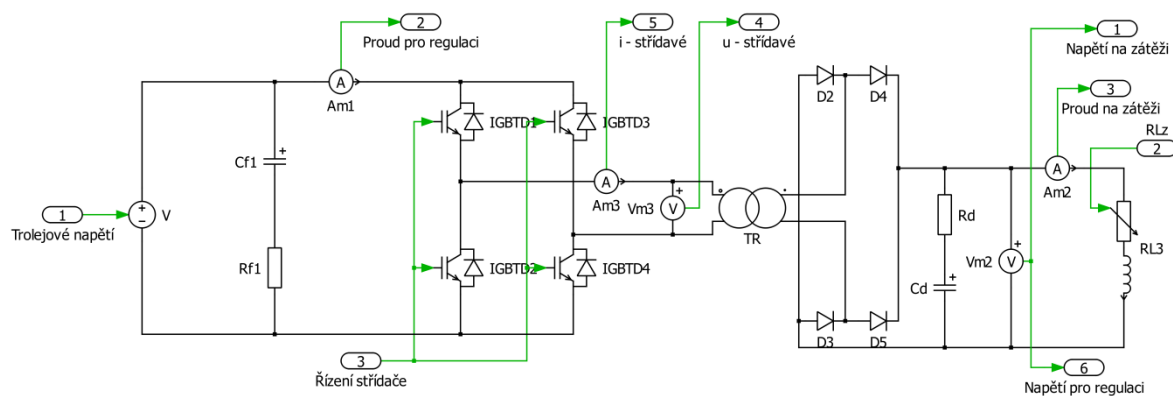 2
Proud pro regulaci
5
i - střídavé
4
u - střídavé
1
Napětí na zátěži
3
Proud na zátěži
RLz
2
A
Am1
D2
D4
IGBTD1
IGBTD3
Cf1
+
A
Am3
+
Vm3
V
TR
A
Am2
1
Trolejové napětí
V
Rf1
IGBTD2
IGBTD4
Rd
Cd
+
+
Vm2
V
RL3
D3
D5
3
Řízení střídače
6
Napětí pro regulaci